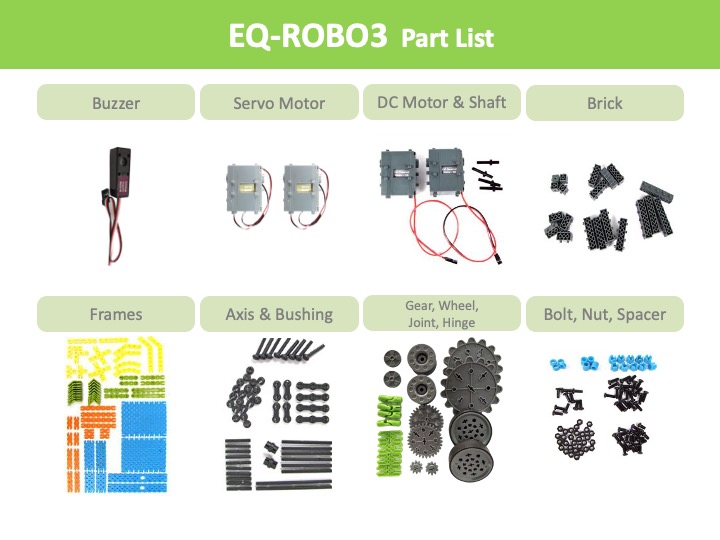 EQ-ROBO3 Part List
Buzzer
Servo Motor
DC Motor & Shaft
Brick
Frames
Axis & Bushing
Gear, Wheel,
Joint, Hinge
Bolt, Nut, Spacer